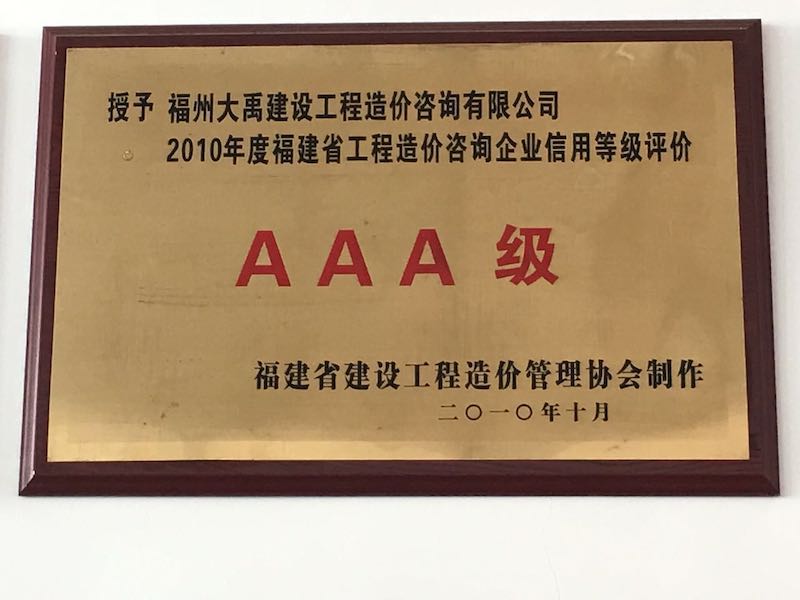 授予 福州大禹建设工程造价咨询有限公司
2010年度福建省工程造价咨询企业信用等级评价
AAA级
福建省建设工程造价管理协会制作
二〇一〇年十月